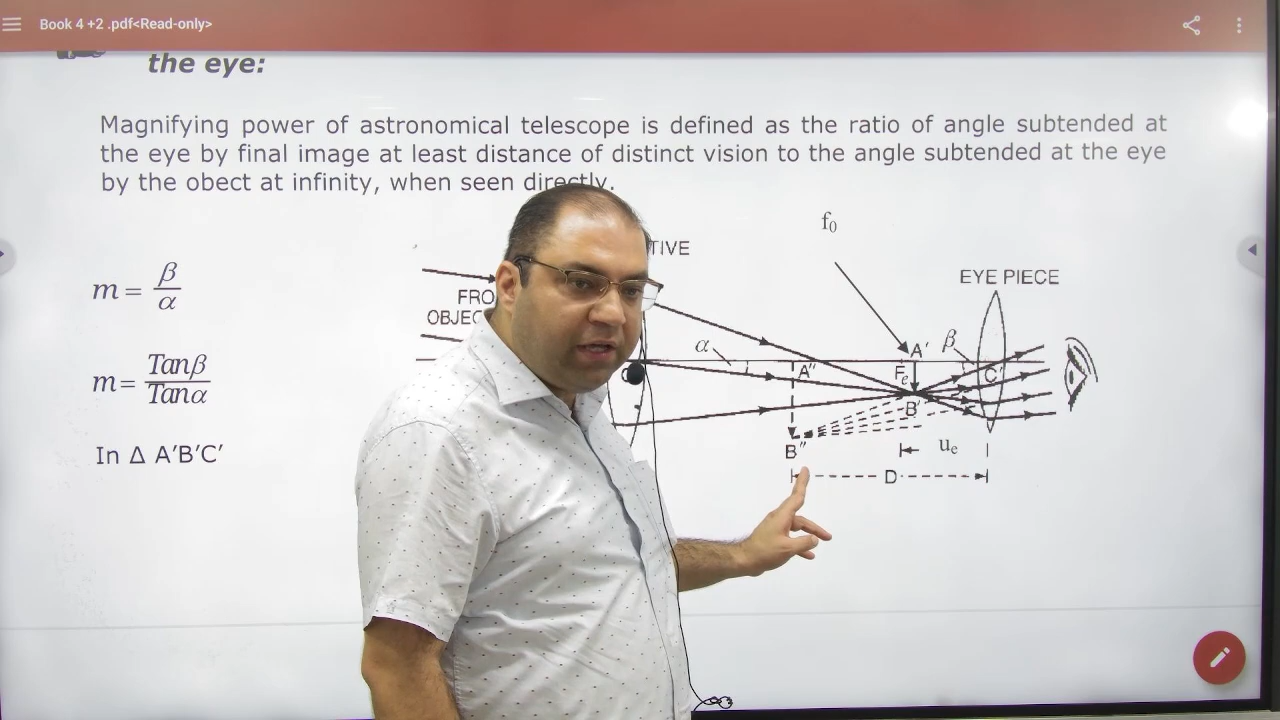 Book 4 +2 .pdf<Read-only>
the eye:
Magnifying power of astronomical telescope is defined as the ratio of angle subtended at
the eye by final image at least distance of distinct vision to the angle subtended at the eye
by the obect at infinity, when seen directly.
f₀
TIVE
EYE PIECE
m = β/α
FRO
OBJEC
α
A′
β
A″
Fe
C′
B′
m = Tanβ/Tanα
B″
uₑ
In Δ A′B′C′
D